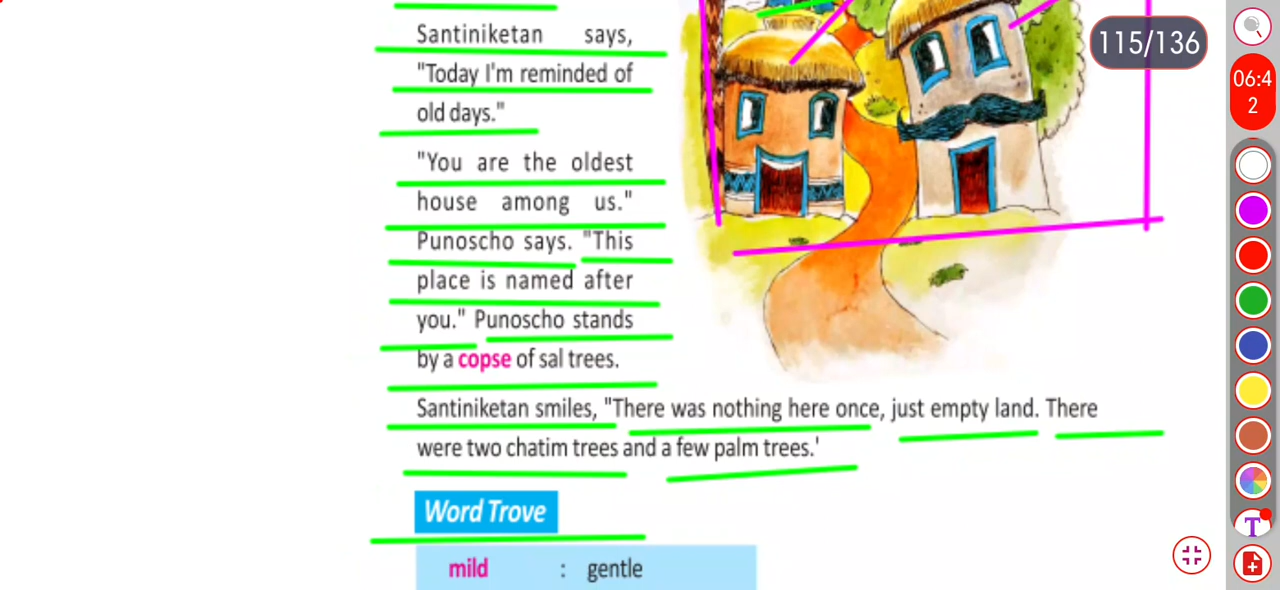 Santiniketan says,
"Today I'm reminded of
old days."
"You are the oldest
house among us."
Punoscho says. "This
place is named after
you." Punoscho stands
by a copse of sal trees.
Santiniketan smiles, "There was nothing here once, just empty land. There
were two chatim trees and a few palm trees.'
Word Trove
mild : gentle
115/136
06:4
2
T